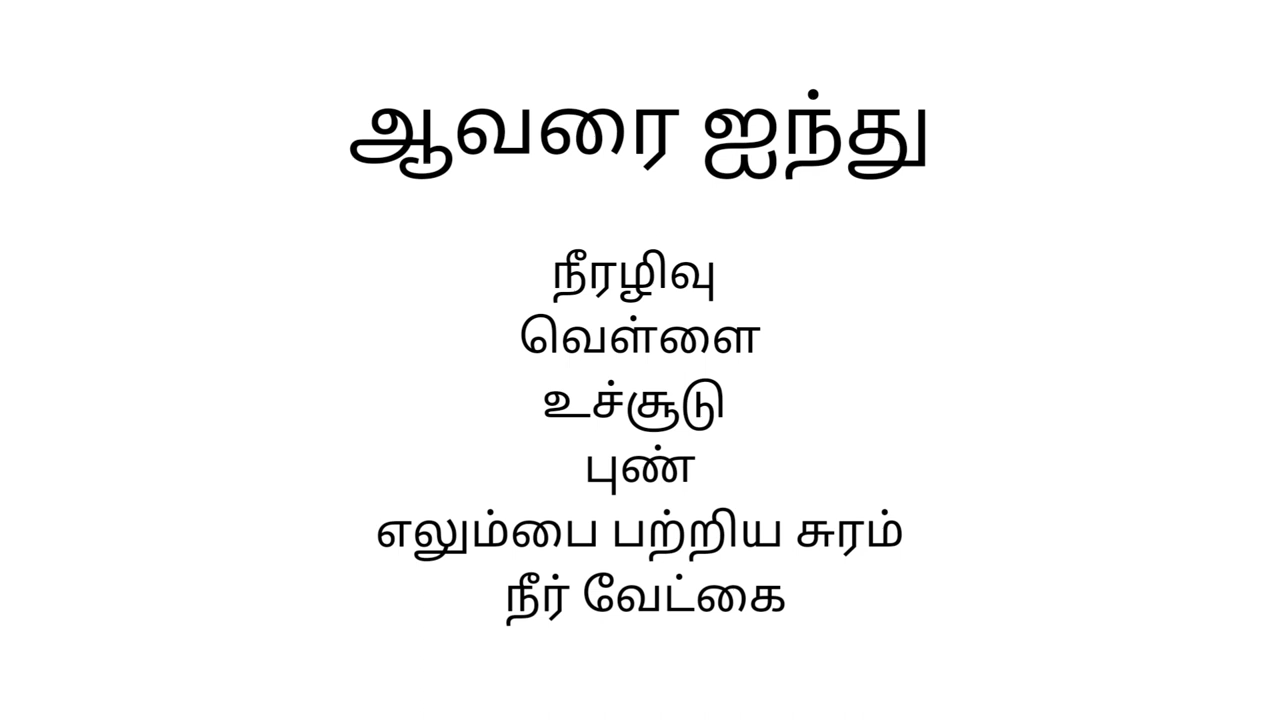 ஆவரை ஐந்து
நீரழிவு
வெள்ளை
உச்சூடு
புண்
எலும்பை பற்றிய சுரம்
நீர் வேட்கை